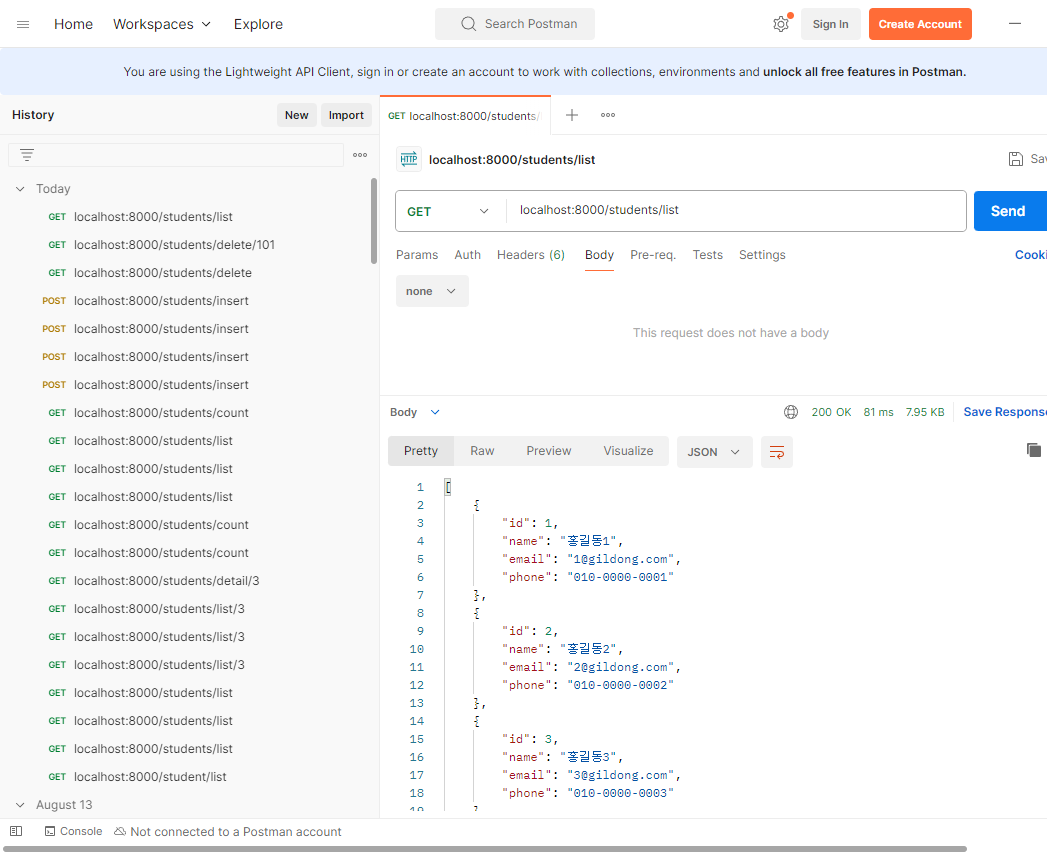 Home Workspaces Explore Search Postman Sign In Create Account
You are using the Lightweight API Client, sign in or create an account to work with collections, environments and unlock all free features in Postman.
History New Import
GET localhost:8000/students/
HTTP localhost:8000/students/list
Today
GET localhost:8000/students/list
GET localhost:8000/students/delete/101
GET localhost:8000/students/delete
POST localhost:8000/students/insert
POST localhost:8000/students/insert
POST localhost:8000/students/insert
POST localhost:8000/students/insert
GET localhost:8000/students/count
GET localhost:8000/students/list
GET localhost:8000/students/list
GET localhost:8000/students/list
GET localhost:8000/students/count
GET localhost:8000/students/count
GET localhost:8000/students/detail/3
GET localhost:8000/students/list/3
GET localhost:8000/students/list/3
GET localhost:8000/students/list/3
GET localhost:8000/students/list
GET localhost:8000/students/list
GET localhost:8000/students/list
GET localhost:8000/student/list
August 13
GET localhost:8000/students/list Send
Params Auth Headers (6) Body Pre-req. Tests Settings
none
This request does not have a body
Body 200 OK 81 ms 7.95 KB
Pretty Raw Preview Visualize JSON
1 [
2 {
3 "id": 1,
4 "name": "홍길동1",
5 "email": "1@gildong.com",
6 "phone": "010-0000-0001"
7 },
8 {
9 "id": 2,
10 "name": "홍길동2",
11 "email": "2@gildong.com",
12 "phone": "010-0000-0002"
13 },
14 {
15 "id": 3,
16 "name": "홍길동3",
17 "email": "3@gildong.com",
18 "phone": "010-0000-0003"
Console Not connected to a Postman account